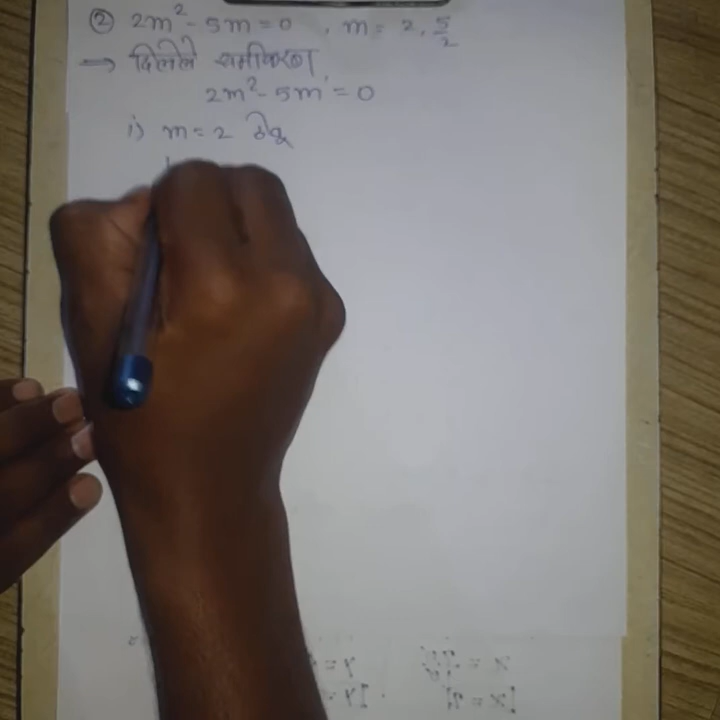 ② 2m² - 5m = 0 , m = 2, 5/2
→ दिलेले समीकरण,
2m² - 5m = 0
i) m = 2 ठेवू